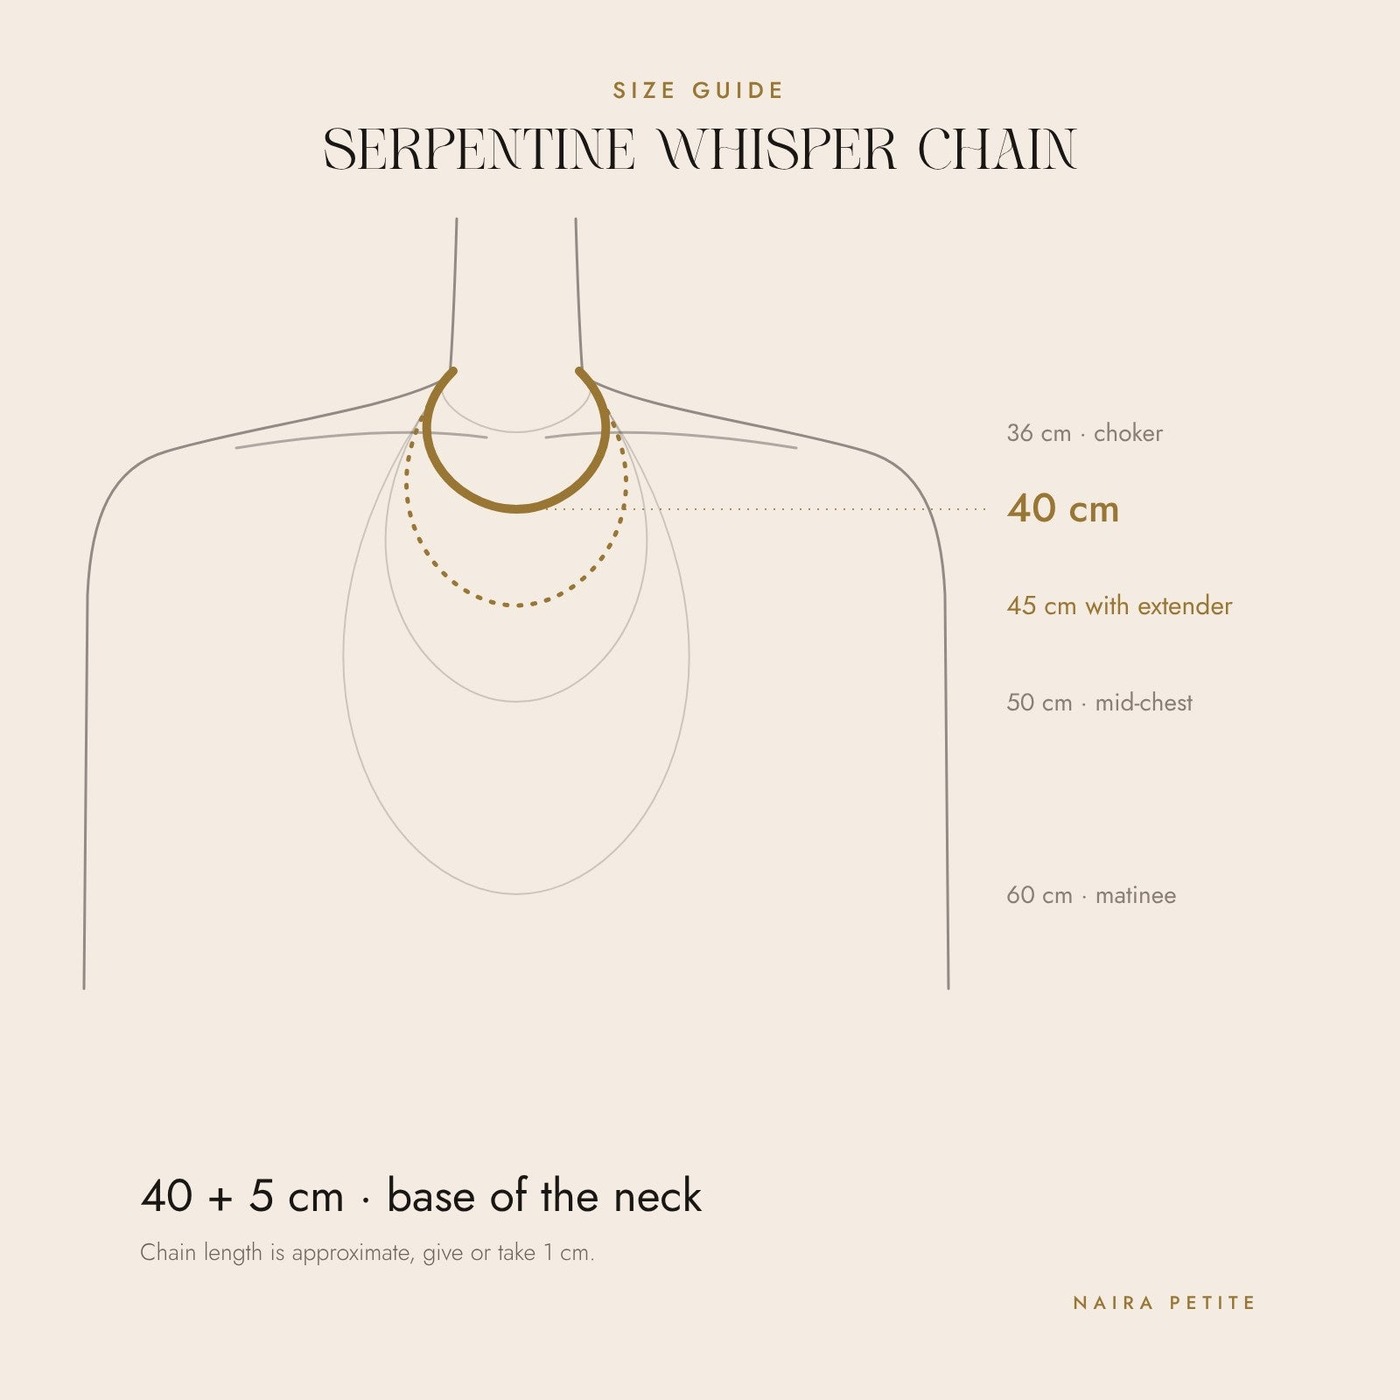 SIZE GUIDE
SERPENTINE WHISPER CHAIN
36 cm · choker
40 cm
45 cm with extender
50 cm · mid-chest
60 cm · matinee
40 + 5 cm · base of the neck
Chain length is approximate, give or take 1 cm.
NAIRA PETITE